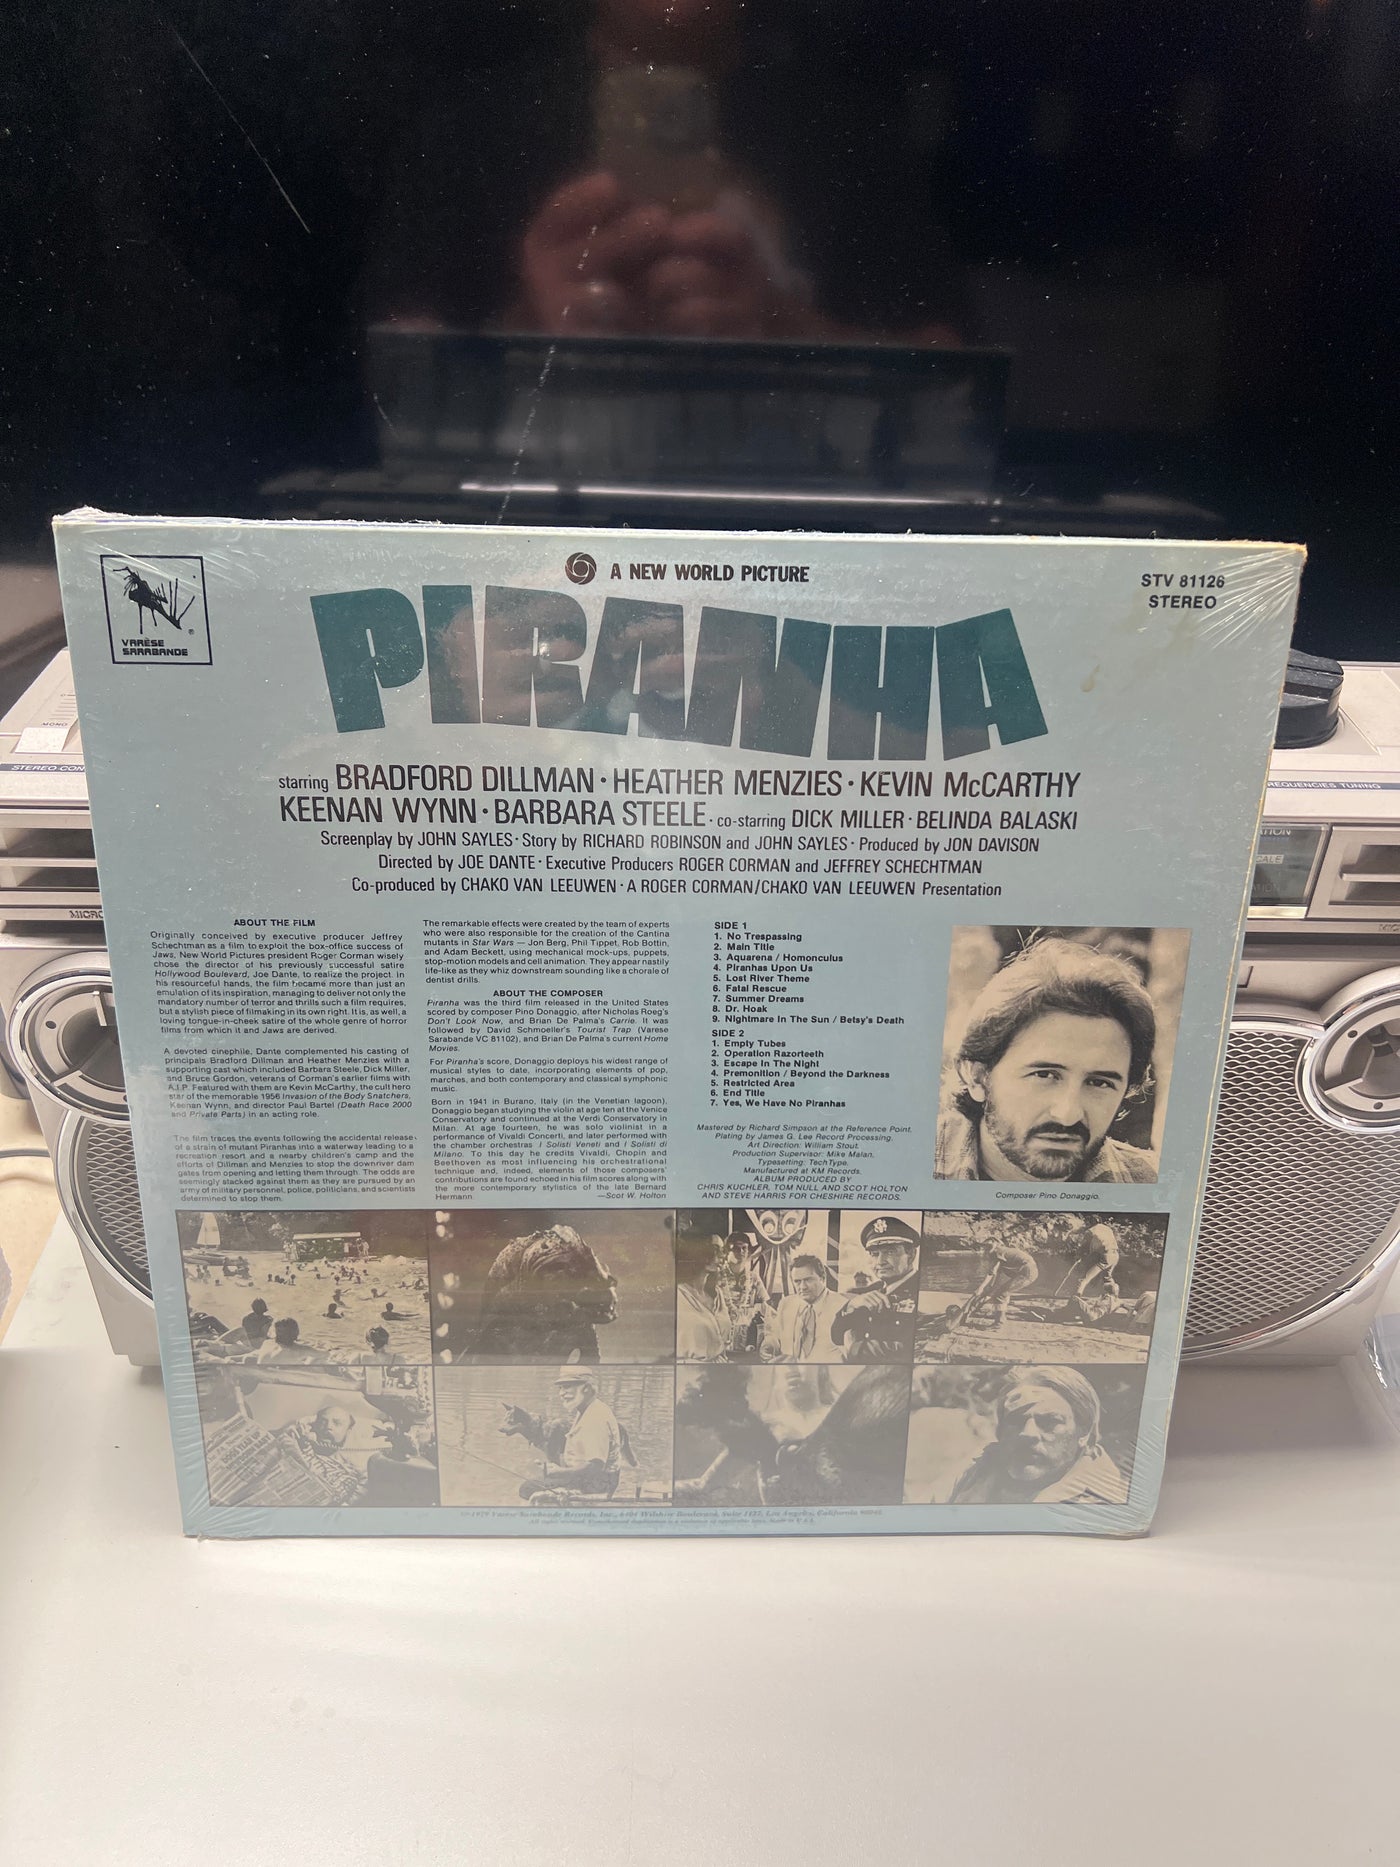 A NEW WORLD PICTURE
STV 81126
STEREO
VARÈSE
SARABANDE
®
PIRANHA
starring BRADFORD DILLMAN · HEATHER MENZIES · KEVIN McCARTHY
KEENAN WYNN · BARBARA STEELE · co-starring DICK MILLER · BELINDA BALASKI
Screenplay by JOHN SAYLES · Story by RICHARD ROBINSON and JOHN SAYLES · Produced by JON DAVISON
Directed by JOE DANTE · Executive Producers ROGER CORMAN and JEFFREY SCHECHTMAN
Co-produced by CHAKO VAN LEEUWEN · A ROGER CORMAN/CHAKO VAN LEEUWEN Presentation
ABOUT THE FILM
Originally conceived by executive producer Jeffrey
Schechtman as a film to exploit the box-office success of
Jaws, New World Pictures president Roger Corman wisely
chose the director of his previously successful satire
Hollywood Boulevard, Joe Dante, to realize the project. In
his resourceful hands, the film became more than just an
emulation of its inspiration, managing to deliver not only the
mandatory number of terror and thrills such a film requires,
but a stylish piece of filmaking in its own right. It is, as well, a
loving tongue-in-cheek satire of the whole genre of horror
films from which it and Jaws are derived.
A devoted cinephile, Dante complemented his casting of
principals Bradford Dillman and Heather Menzies with a
supporting cast which included Barbara Steele, Dick Miller,
and Bruce Gordon, veterans of Corman's earlier films with
A.I.P. Featured with them are Kevin McCarthy, the cult hero
star of the memorable 1956 Invasion of the Body Snatchers,
Keenan Wynn, and director Paul Bartel (Death Race 2000
and Private Parts) in an acting role.
The film traces the events following the accidental release
of a strain of mutant Piranhas into a waterway leading to a
recreation resort and a nearby children's camp and the
efforts of Dillman and Menzies to stop the downriver dam
gates from opening and letting them through. The odds are
seemingly stacked against them as they are pursued by an
army of military personnel, police, politicians, and scientists
determined to stop them.
The remarkable effects were created by the team of experts
who were also responsible for the creation of the Cantina
mutants in Star Wars — Jon Berg, Phil Tippet, Rob Bottin,
and Adam Beckett, using mechanical mock-ups, puppets,
stop-motion models and cell animation. They appear nastily
life-like as they whiz downstream sounding like a chorale of
dentist drills.
ABOUT THE COMPOSER
Piranha was the third film released in the United States
scored by composer Pino Donaggio, after Nicholas Roeg's
Don't Look Now, and Brian De Palma's Carrie. It was
followed by David Schmoeller's Tourist Trap (Varese
Sarabande VC 81102), and Brian De Palma's current Home
Movies.
For Piranha's score, Donaggio deploys his widest range of
musical styles to date, incorporating elements of pop,
marches, and both contemporary and classical symphonic
music.
Born in 1941 in Burano, Italy (in the Venetian lagoon),
Donaggio began studying the violin at age ten at the Venice
Conservatory and continued at the Verdi Conservatory in
Milan. At age fourteen, he was solo violinist in a
performance of Vivaldi Concerti, and later performed with
the chamber orchestras I Solisti Veneti and I Solisti di
Milano. To this day he credits Vivaldi, Chopin and
Beethoven as most influencing his orchestrational
technique and, indeed, elements of those composers'
contributions are found echoed in his film scores along with
the more contemporary stylistics of the late Bernard
Hermann. —Scot W. Holton
SIDE 1
1. No Trespassing
2. Main Title
3. Aquarena / Homonculus
4. Piranhas Upon Us
5. Lost River Theme
6. Fatal Rescue
7. Summer Dreams
8. Dr. Hoak
9. Nightmare In The Sun / Betsy's Death
SIDE 2
1. Empty Tubes
2. Operation Razorteeth
3. Escape In The Night
4. Premonition / Beyond the Darkness
5. Restricted Area
6. End Title
7. Yes, We Have No Piranhas
Mastered by Richard Simpson at the Reference Point.
Plating by James G. Lee Record Processing.
Art Direction: William Stout.
Production Supervisor: Mike Malan.
Typesetting: TechType.
Manufactured at KM Records.
ALBUM PRODUCED BY
CHRIS KUCHLER, TOM NULL AND SCOT HOLTON
AND STEVE HARRIS FOR CHESHIRE RECORDS.
Composer Pino Donaggio.
1979 Varese Sarabande Records, Inc., 6404 Wilshire Boulevard, Suite 1427, Los Angeles, California 90048
All rights reserved. Unauthorized duplication is a violation of applicable laws. Made in U.S.A.
MONO
STEREO CON
MICRO
FREQUENCIES TUNING